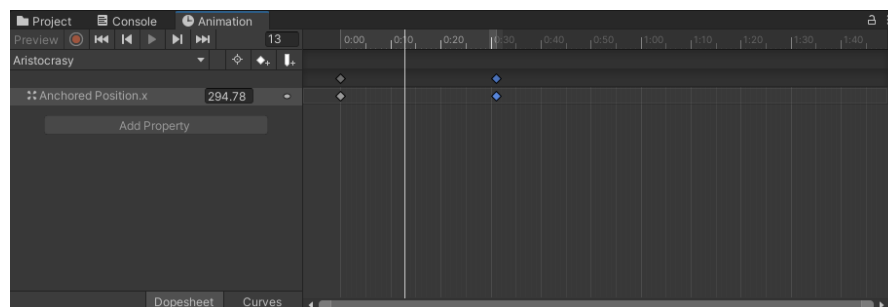 Project Console Animation
Preview 13 0:00 0:10 0:20 0:30 0:40 0:50 1:00 1:10 1:20 1:30 1:40
Aristocrasy
Anchored Position.x 294.78
Add Property
Dopesheet Curves